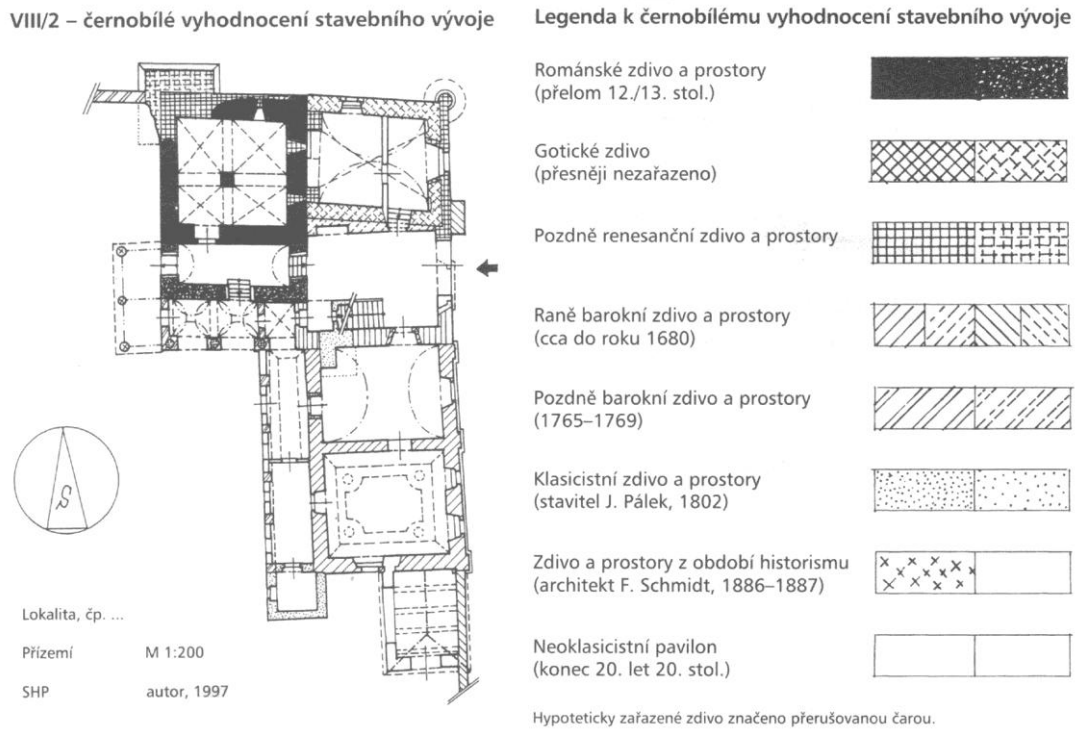 VIII/2 – černobílé vyhodnocení stavebního vývoje
Lokalita, čp. ...
Přízemí M 1:200
SHP autor, 1997
Legenda k černobílému vyhodnocení stavebního vývoje
Románské zdivo a prostory
(přelom 12./13. stol.)
Gotické zdivo
(přesněji nezařazeno)
Pozdně renesanční zdivo a prostory
Raně barokní zdivo a prostory
(cca do roku 1680)
Pozdně barokní zdivo a prostory
(1765–1769)
Klasicistní zdivo a prostory
(stavitel J. Pálek, 1802)
Zdivo a prostory z období historismu
(architekt F. Schmidt, 1886–1887)
Neoklasicistní pavilon
(konec 20. let 20. stol.)
Hypoteticky zařazené zdivo značeno přerušovanou čarou.